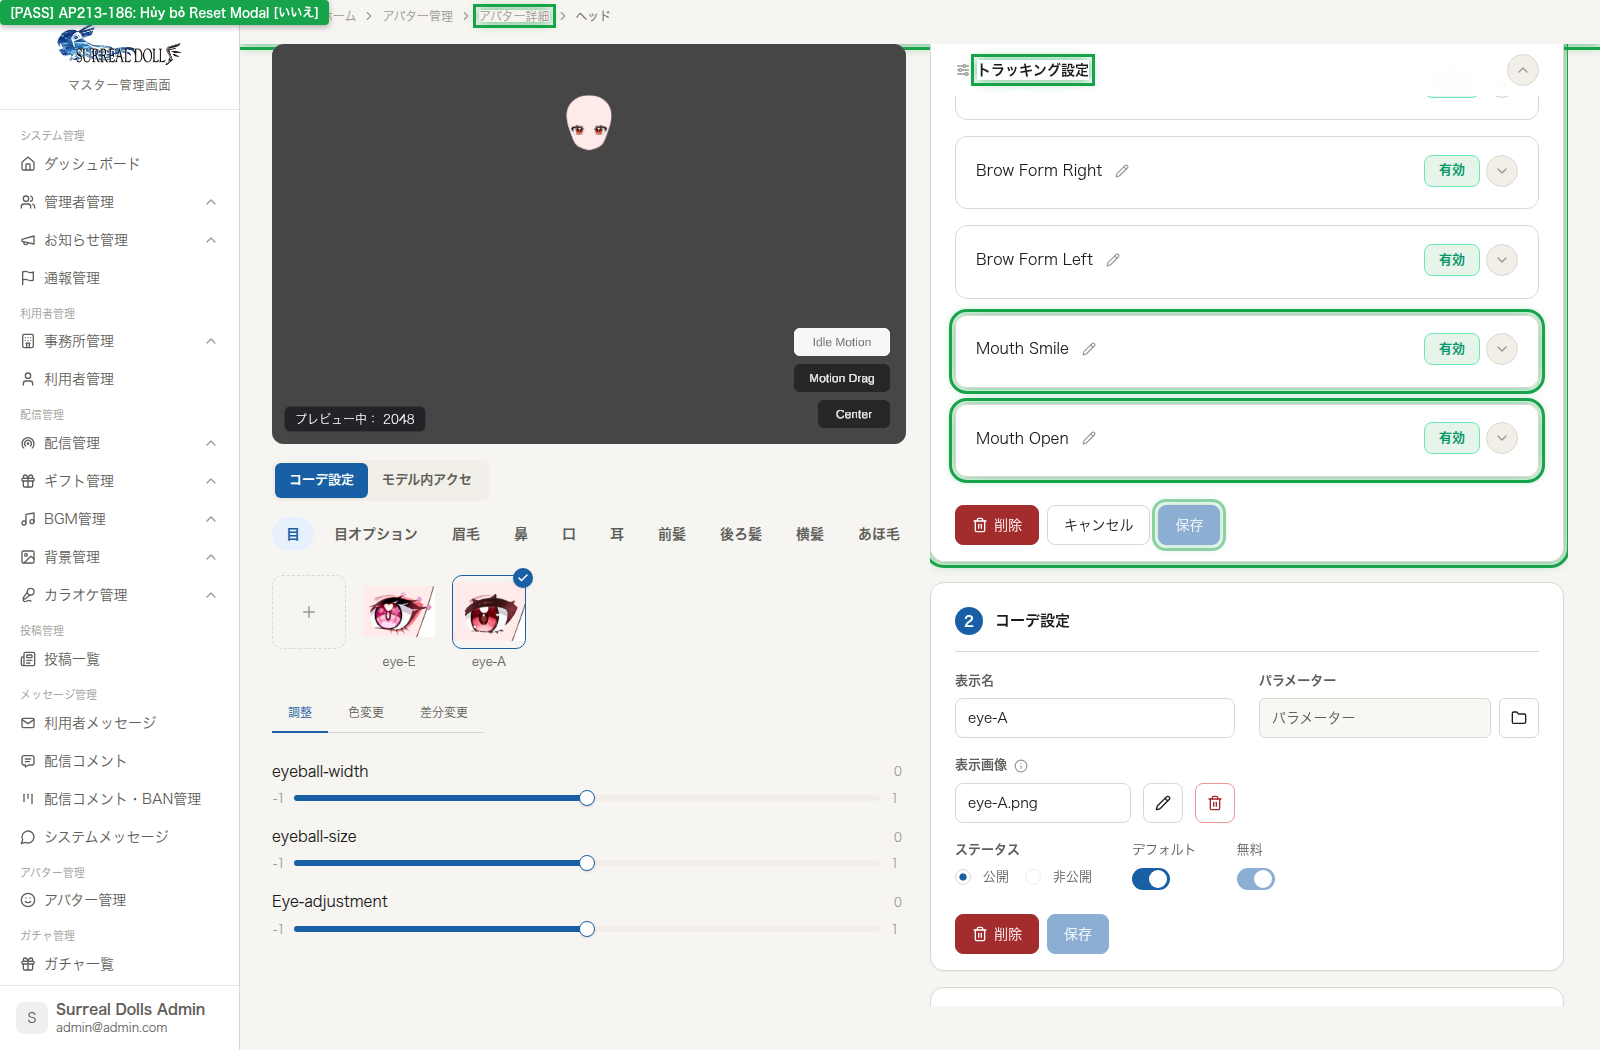 [PASS] AP213-186: Hủy bỏ Reset Modal [いいえ]
ーム > アバター管理 > アバター詳細 > ヘッド
SURREAL DOLLS
マスター管理画面
システム管理
ダッシュボード
管理者管理
お知らせ管理
通報管理
利用者管理
事務所管理
利用者管理
配信管理
配信管理
ギフト管理
BGM管理
背景管理
カラオケ管理
投稿管理
投稿一覧
メッセージ管理
利用者メッセージ
配信コメント
配信コメント・BAN管理
システムメッセージ
アバター管理
アバター管理
ガチャ管理
ガチャ一覧
S
Surreal Dolls Admin
admin@admin.com
Idle Motion
Motion Drag
Center
プレビュー中： 2048
コーデ設定 モデル内アクセ
目 目オプション 眉毛 鼻 口 耳 前髪 後ろ髪 横髪 あほ毛
eye-E eye-A
調整 色変更 差分変更
eyeball-width 0
-1 1
eyeball-size 0
-1 1
Eye-adjustment 0
-1 1
トラッキング設定
Brow Form Right 有効
Brow Form Left 有効
Mouth Smile 有効
Mouth Open 有効
削除 キャンセル 保存
2 コーデ設定
表示名 パラメーター
eye-A パラメーター
表示画像
eye-A.png
ステータス デフォルト 無料
公開 非公開
削除 保存